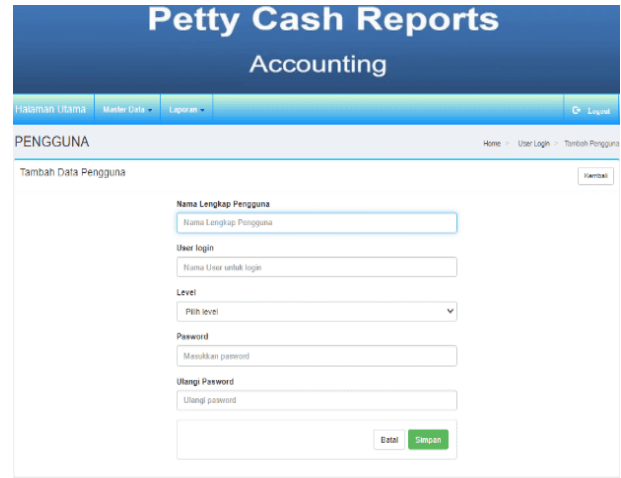 Petty Cash Reports
Accounting
Halaman Utama Master Data Laporan Logout
PENGGUNA Home > User Login > Tambah Pengguna
Tambah Data Pengguna Kembali
Nama Lengkap Pengguna
Nama Lengkap Pengguna
User login
Nama User untuk login
Level
Pilih level
Pasword
Masukkan pasword
Ulangi Pasword
Ulangi pasword
Batal Simpan